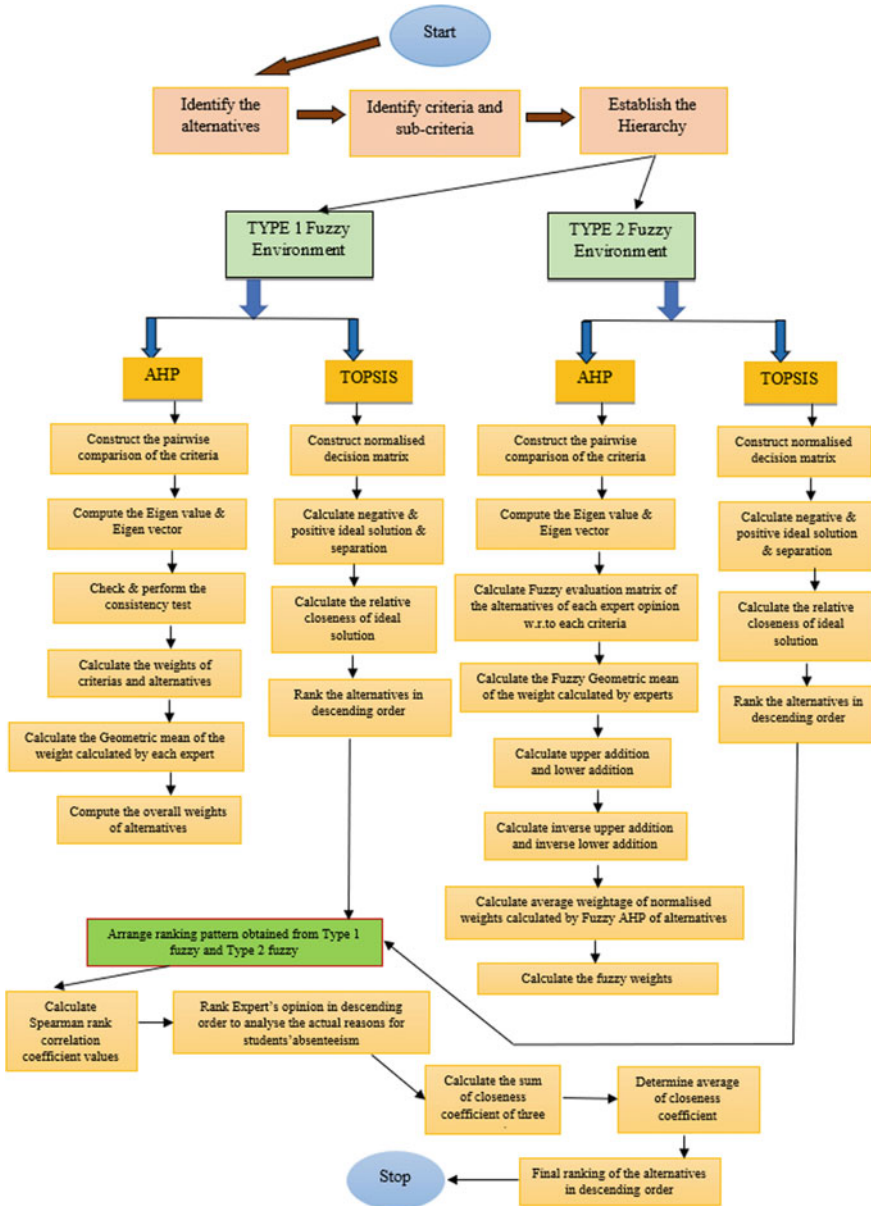 Start
Identify the
alternatives
Identify criteria and
sub-criteria
Establish the
Hierarchy
TYPE 1 Fuzzy
Environment
TYPE 2 Fuzzy
Environment
AHP
Construct the pairwise
comparison of the criteria
Compute the Eigen value &
Eigen vector
Check & perform the
consistency test
Calculate the weights of
criterias and alternatives
Calculate the Geometric mean of the
weight calculated by each expert
Compute the overall weights
of alternatives
TOPSIS
Construct normalised
decision matrix
Calculate negative &
positive ideal solution &
separation
Calculate the relative
closeness of ideal
solution
Rank the alternatives in
descending order
AHP
Construct the pairwise
comparison of the criteria
Compute the Eigen value &
Eigen vector
Calculate Fuzzy evaluation matrix of
the alternatives of each expert opinion
w.r.to each criteria
Calculate the Fuzzy Geometric mean
of the weight calculated by experts
Calculate upper addition
and lower addition
Calculate inverse upper addition
and inverse lower addition
Calculate average weightage of normalised
weights calculated by Fuzzy AHP of alternatives
Calculate the fuzzy weights
TOPSIS
Construct normalised
decision matrix
Calculate negative &
positive ideal solution
& separation
Calculate the relative
closeness of ideal
solution
Rank the alternatives in
descending order
Arrange ranking pattern obtained from Type 1
fuzzy and Type 2 fuzzy
Calculate
Spearman rank
correlation
coefficient values
Rank Expert's opinion in descending
order to analyse the actual reasons for
students'absenteeism
Calculate the sum
of closeness
coefficient of three
Determine average
of closeness
coefficient
Final ranking of the alternatives
in descending order
Stop